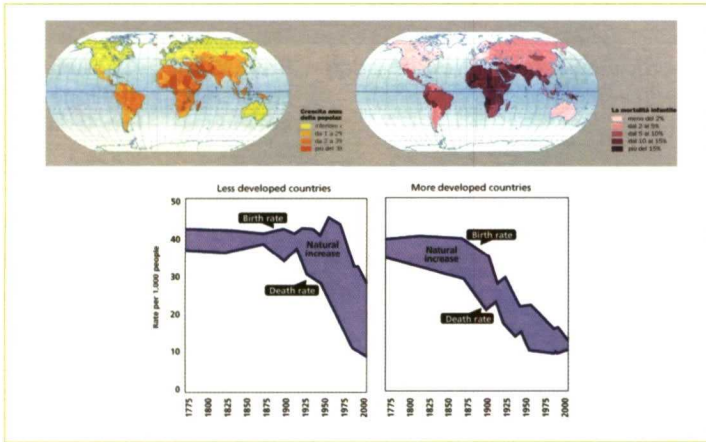 Crescita annu
della popolaz
inferiore
da 1 a 2%
da 2 a 3%
più del 3%
La mortalità infantile
meno del 2%
dal 2 al 5%
dal 5 al 10%
dal 10 al 15%
più del 15%
Less developed countries
More developed countries
Rate per 1,000 people
50
40
30
20
10
0
Birth rate
Natural
increase
Death rate
1775
1800
1825
1850
1875
1900
1925
1950
1975
2000
Birth rate
Natural
increase
Death rate
1775
1800
1825
1850
1875
1900
1925
1950
1975
2000